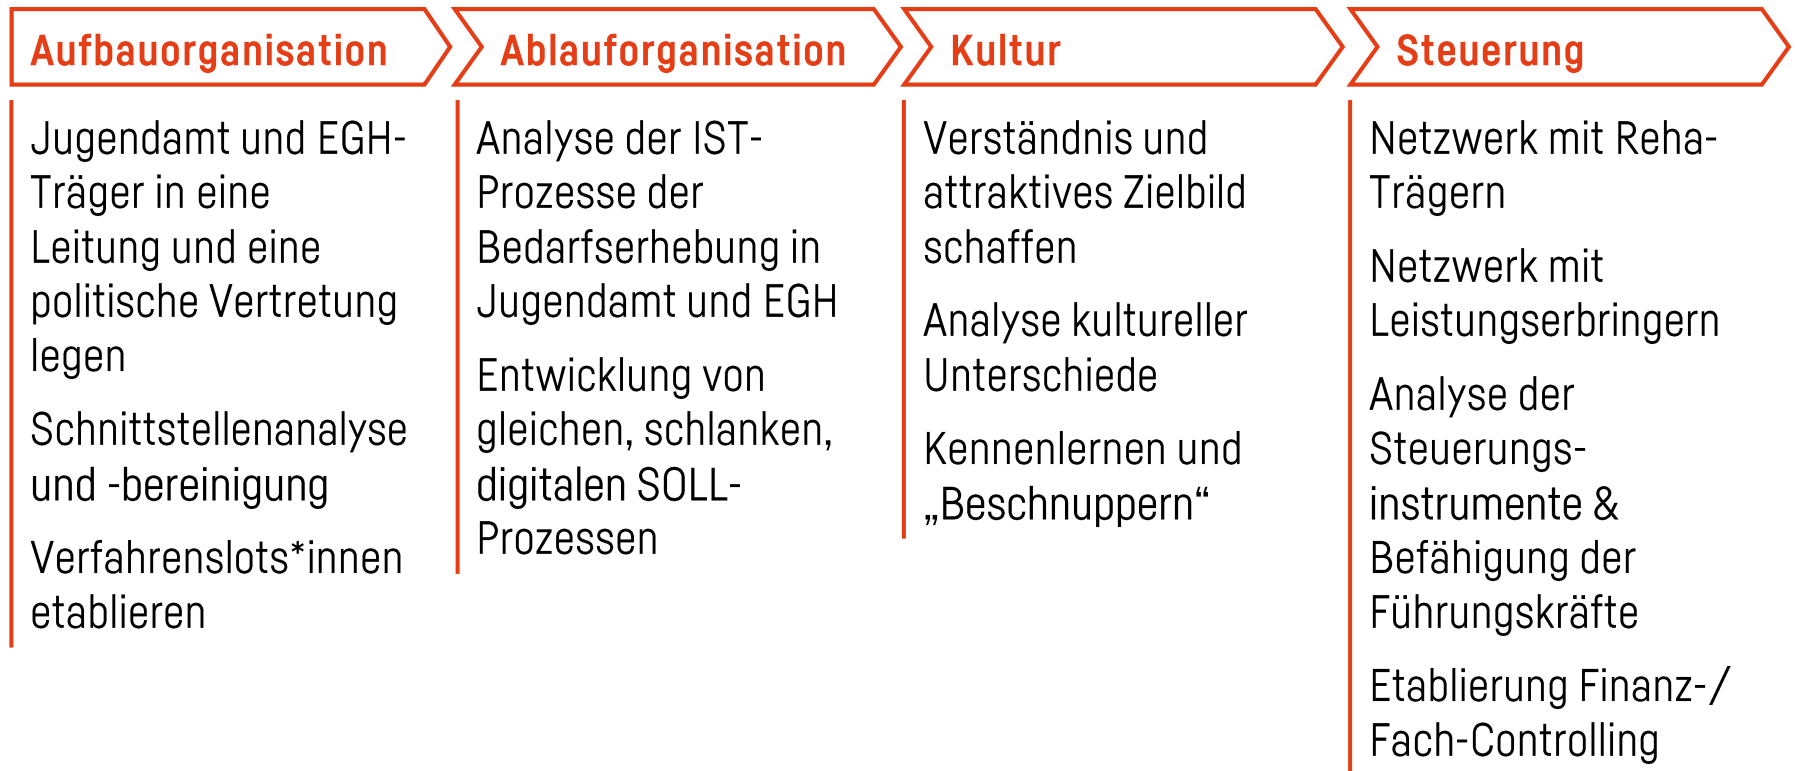 Aufbauorganisation
Jugendamt und EGH-
Träger in eine
Leitung und eine
politische Vertretung
legen
Schnittstellenanalyse
und -bereinigung
Verfahrenslots*innen
etablieren
Ablauforganisation
Analyse der IST-
Prozesse der
Bedarfserhebung in
Jugendamt und EGH
Entwicklung von
gleichen, schlanken,
digitalen SOLL-
Prozessen
Kultur
Verständnis und
attraktives Zielbild
schaffen
Analyse kultureller
Unterschiede
Kennenlernen und
„Beschnuppern“
Steuerung
Netzwerk mit Reha-
Trägern
Netzwerk mit
Leistungserbringern
Analyse der
Steuerungs-
instrumente &
Befähigung der
Führungskräfte
Etablierung Finanz-/
Fach-Controlling